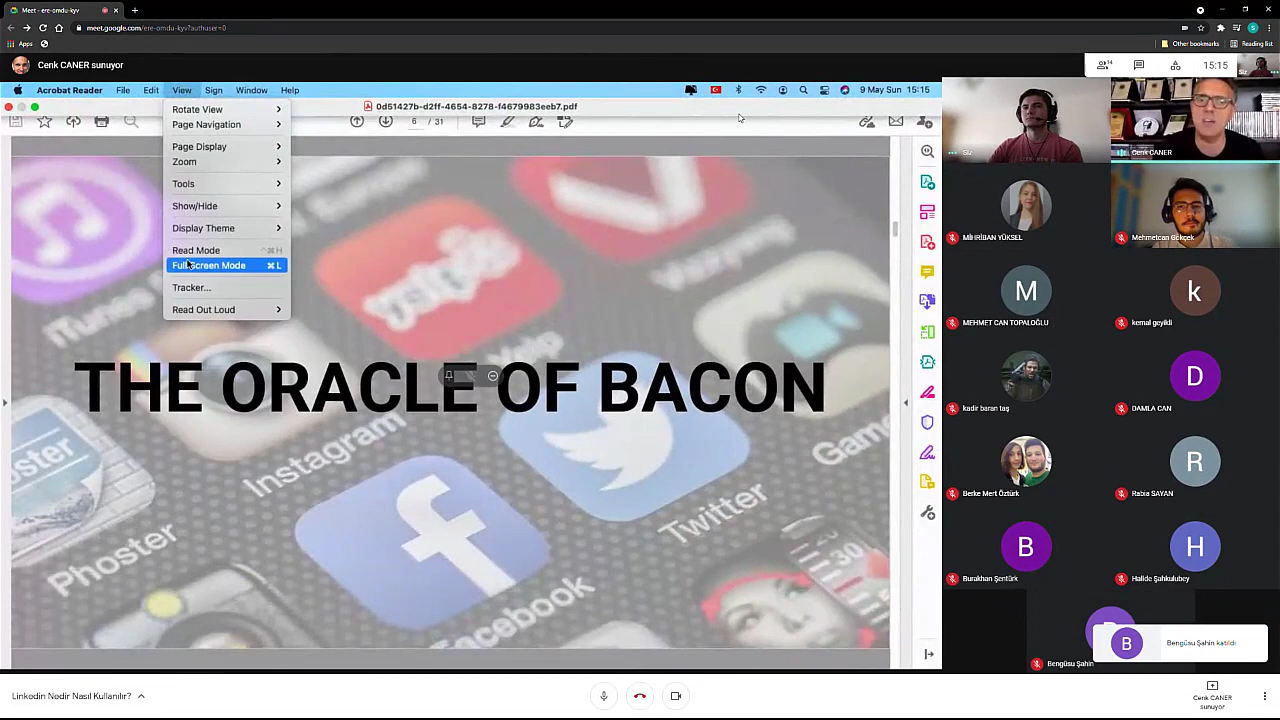 Meet - ere-omdu-kyv
meet.google.com/ere-omdu-kyv?authuser=0
Apps
Other bookmarks
Reading list
Cenk CANER sunuyor
14
15:15
Siz
Acrobat Reader File Edit View Sign Window Help
9 May Sun 15:15
0d51427b-d2ff-4654-8278-f4679983eeb7.pdf
6 / 31
Rotate View
Page Navigation
Page Display
Zoom
Tools
Show/Hide
Display Theme
Read Mode ^⌘H
Full Screen Mode ⌘L
Tracker...
Read Out Loud
THE ORACLE OF BACON
Instagram
Twitter
Phoster
Siz
Cenk CANER
MİHRİBAN YÜKSEL
Mehmetcan Gökçek
M
MEHMET CAN TOPALOĞLU
k
kemal geyikli
kadir baran taş
D
DAMLA CAN
Berke Mert Öztürk
R
Rabia SAYAN
B
Burakhan Şentürk
H
Halide Şahkulubey
Bengüsu Şahin
B
Bengüsu Şahin katıldı
Linkedin Nedir Nasıl Kullanılır?
Cenk CANER
sunuyor